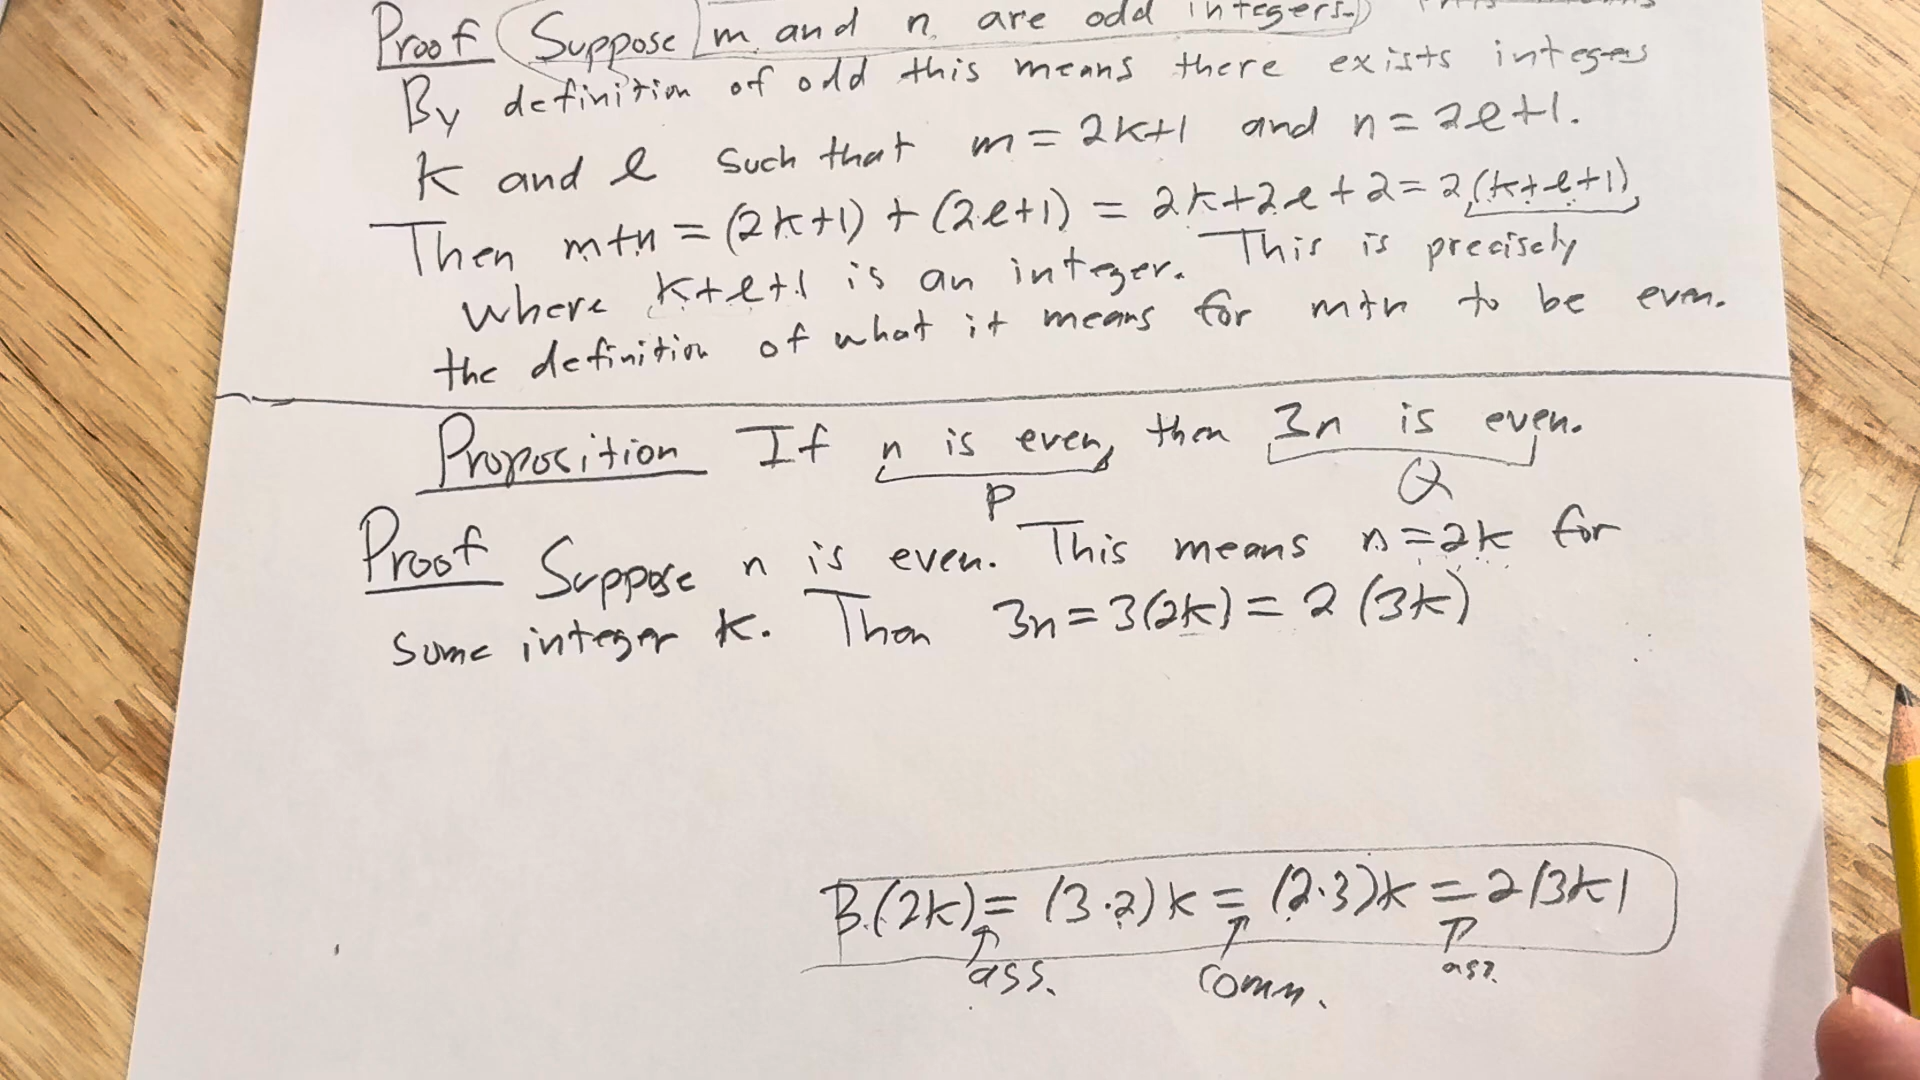 Proof Suppose m and n are odd integers. This means
By definition of odd this means there exists integers
k and l such that m = 2k+1 and n = 2l+1.
Then m+n = (2k+1) + (2l+1) = 2k+2l+2 = 2(k+l+1)
where k+l+1 is an integer. This is precisely
the definition of what it means for m+n to be even.
Proposition If n is even, then 3n is even.
P Q
Proof Suppose n is even. This means n=2k for
some integer k. Then 3n = 3(2k) = 2(3k)
3·(2k) = (3·2)k = (2·3)k = 2(3k)
ass. comm. ass.